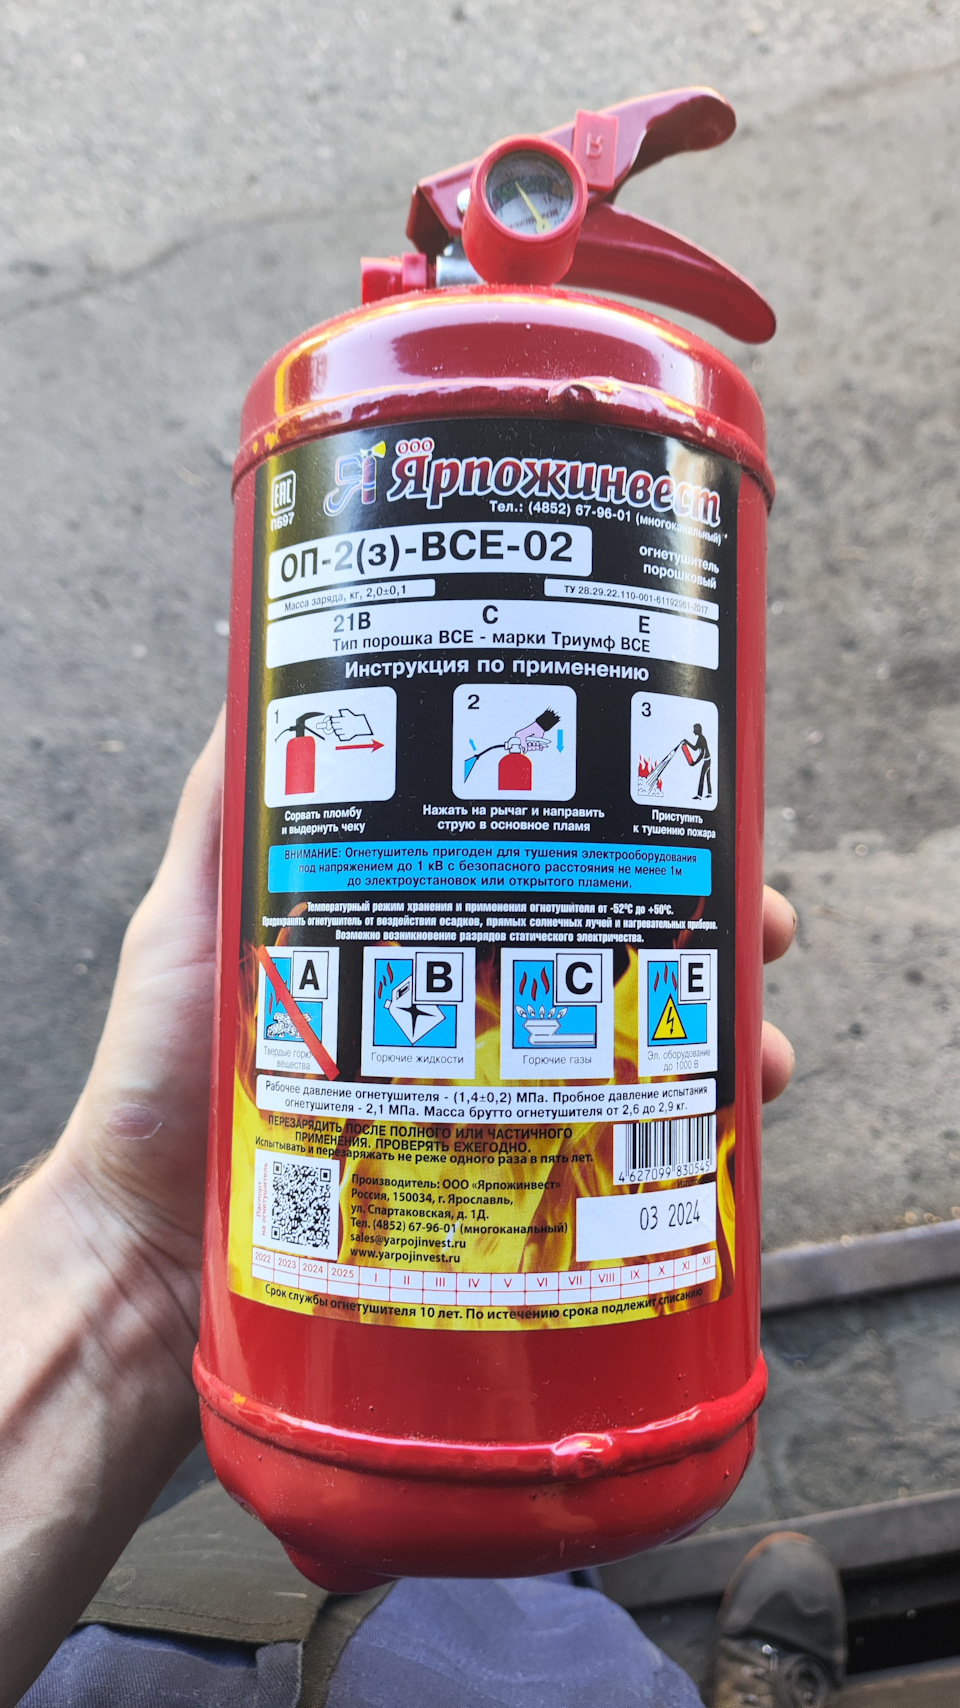 ООО
Ярпожинвест
Тел.: (4852) 67-96-01 (многоканальный)
ЕАС
ПБ97
ОП-2(з)-ВСЕ-02
огнетушитель
порошковый
Масса заряда, кг, 2,0±0,1
ТУ 28.29.22.110-001-61192961-2017
21В С Е
Тип порошка ВСЕ - марки Триумф ВСЕ
Инструкция по применению
1
2
3
Сорвать пломбу
и выдернуть чеку
Нажать на рычаг и направить
струю в основное пламя
Приступить
к тушению пожара
ВНИМАНИЕ: Огнетушитель пригоден для тушения электрооборудования
под напряжением до 1 кВ с безопасного расстояния не менее 1м
до электроустановок или открытого пламени.
Температурный режим хранения и применения огнетушителя от -52°С до +50°С.
Предохранять огнетушитель от воздействия осадков, прямых солнечных лучей и нагревательных приборов.
Возможно возникновение разрядов статического электричества.
A
B
C
E
Твердые горю
вещества
Горючие жидкости
Горючие газы
Эл. оборудование
до 1000 В
Рабочее давление огнетушителя - (1,4±0,2) МПа. Пробное давление испытания
огнетушителя - 2,1 МПа. Масса брутто огнетушителя от 2,6 до 2,9 кг.
ПЕРЕЗАРЯДИТЬ ПОСЛЕ ПОЛНОГО ИЛИ ЧАСТИЧНОГО
ПРИМЕНЕНИЯ. ПРОВЕРЯТЬ ЕЖЕГОДНО.
Испытывать и перезаряжать не реже одного раза в пять лет.
4 627099 830545
Паспорт
на огнетушитель
Производитель: ООО «Ярпожинвест»
Россия, 150034, г. Ярославль,
ул. Спартаковская, д. 1Д.
Тел. (4852) 67-96-01 (многоканальный)
sales@yarpojinvest.ru
www.yarpojinvest.ru
03 2024
2022 2023 2024 2025 I II III IV V VI VII VIII IX X XI XII
Срок службы огнетушителя 10 лет. По истечению срока подлежит списанию